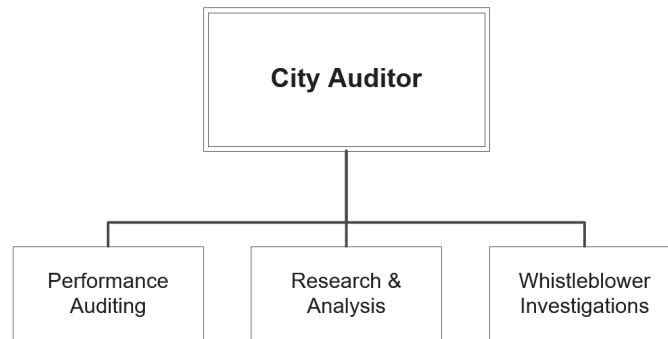 City Auditor
Performance
Auditing
Research &
Analysis
Whistleblower
Investigations